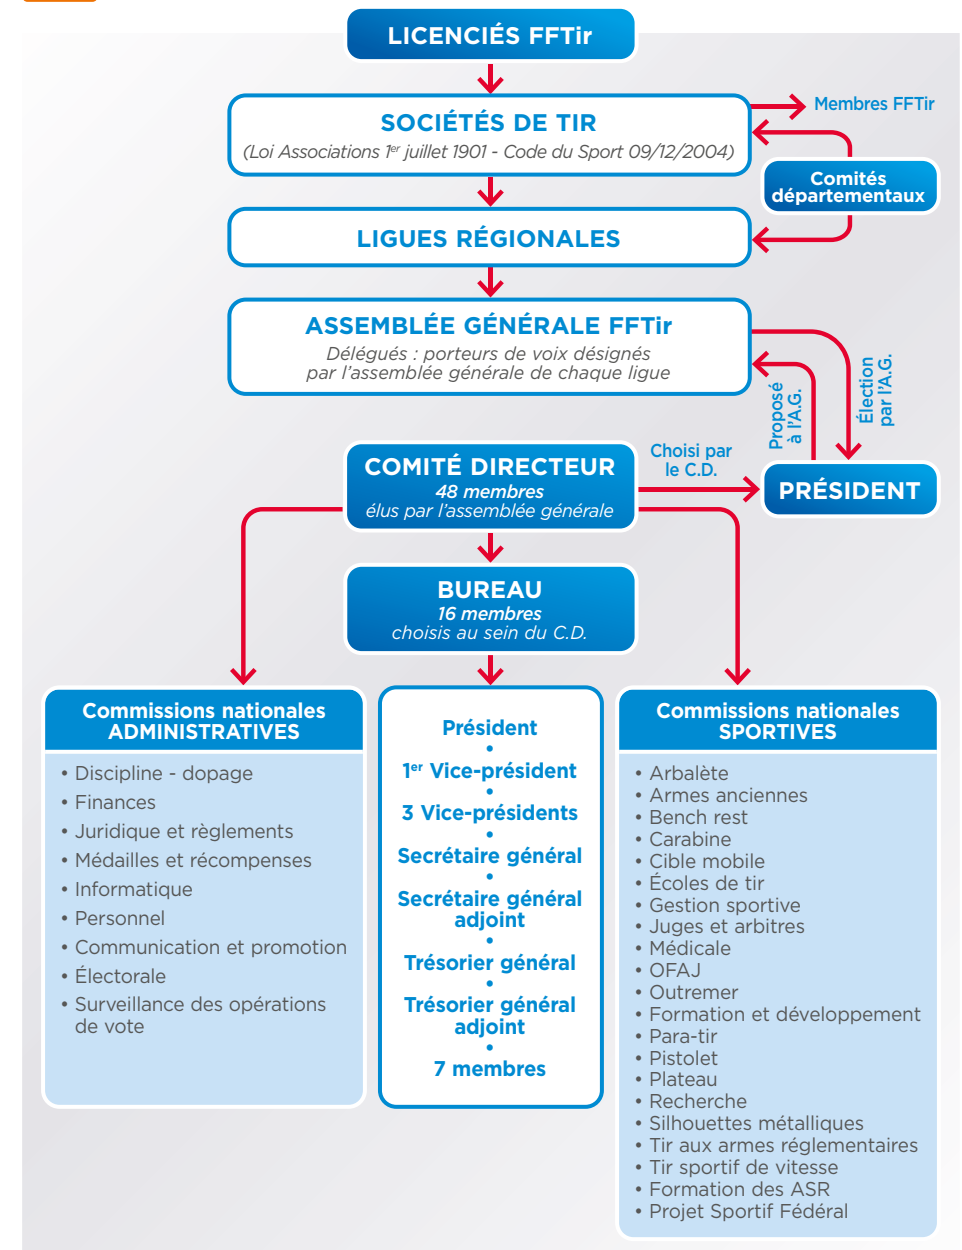 LICENCIÉS FFTir
SOCIÉTÉS DE TIR
(Loi Associations 1er juillet 1901 - Code du Sport 09/12/2004)
Membres FFTir
Comités
départementaux
LIGUES RÉGIONALES
ASSEMBLÉE GÉNÉRALE FFTir
Délégués : porteurs de voix désignés
par l'assemblée générale de chaque ligue
Proposé
à l'A.G.
Élection
par l'A.G.
COMITÉ DIRECTEUR
48 membres
élus par l'assemblée générale
Choisi par
le C.D.
PRÉSIDENT
BUREAU
16 membres
choisis au sein du C.D.
Commissions nationales
ADMINISTRATIVES
• Discipline - dopage
• Finances
• Juridique et règlements
• Médailles et récompenses
• Informatique
• Personnel
• Communication et promotion
• Électorale
• Surveillance des opérations
de vote
Président
•
1er Vice-président
•
3 Vice-présidents
•
Secrétaire général
•
Secrétaire général
adjoint
•
Trésorier général
•
Trésorier général
adjoint
•
7 membres
Commissions nationales
SPORTIVES
• Arbalète
• Armes anciennes
• Bench rest
• Carabine
• Cible mobile
• Écoles de tir
• Gestion sportive
• Juges et arbitres
• Médicale
• OFAJ
• Outremer
• Formation et développement
• Para-tir
• Pistolet
• Plateau
• Recherche
• Silhouettes métalliques
• Tir aux armes réglementaires
• Tir sportif de vitesse
• Formation des ASR
• Projet Sportif Fédéral